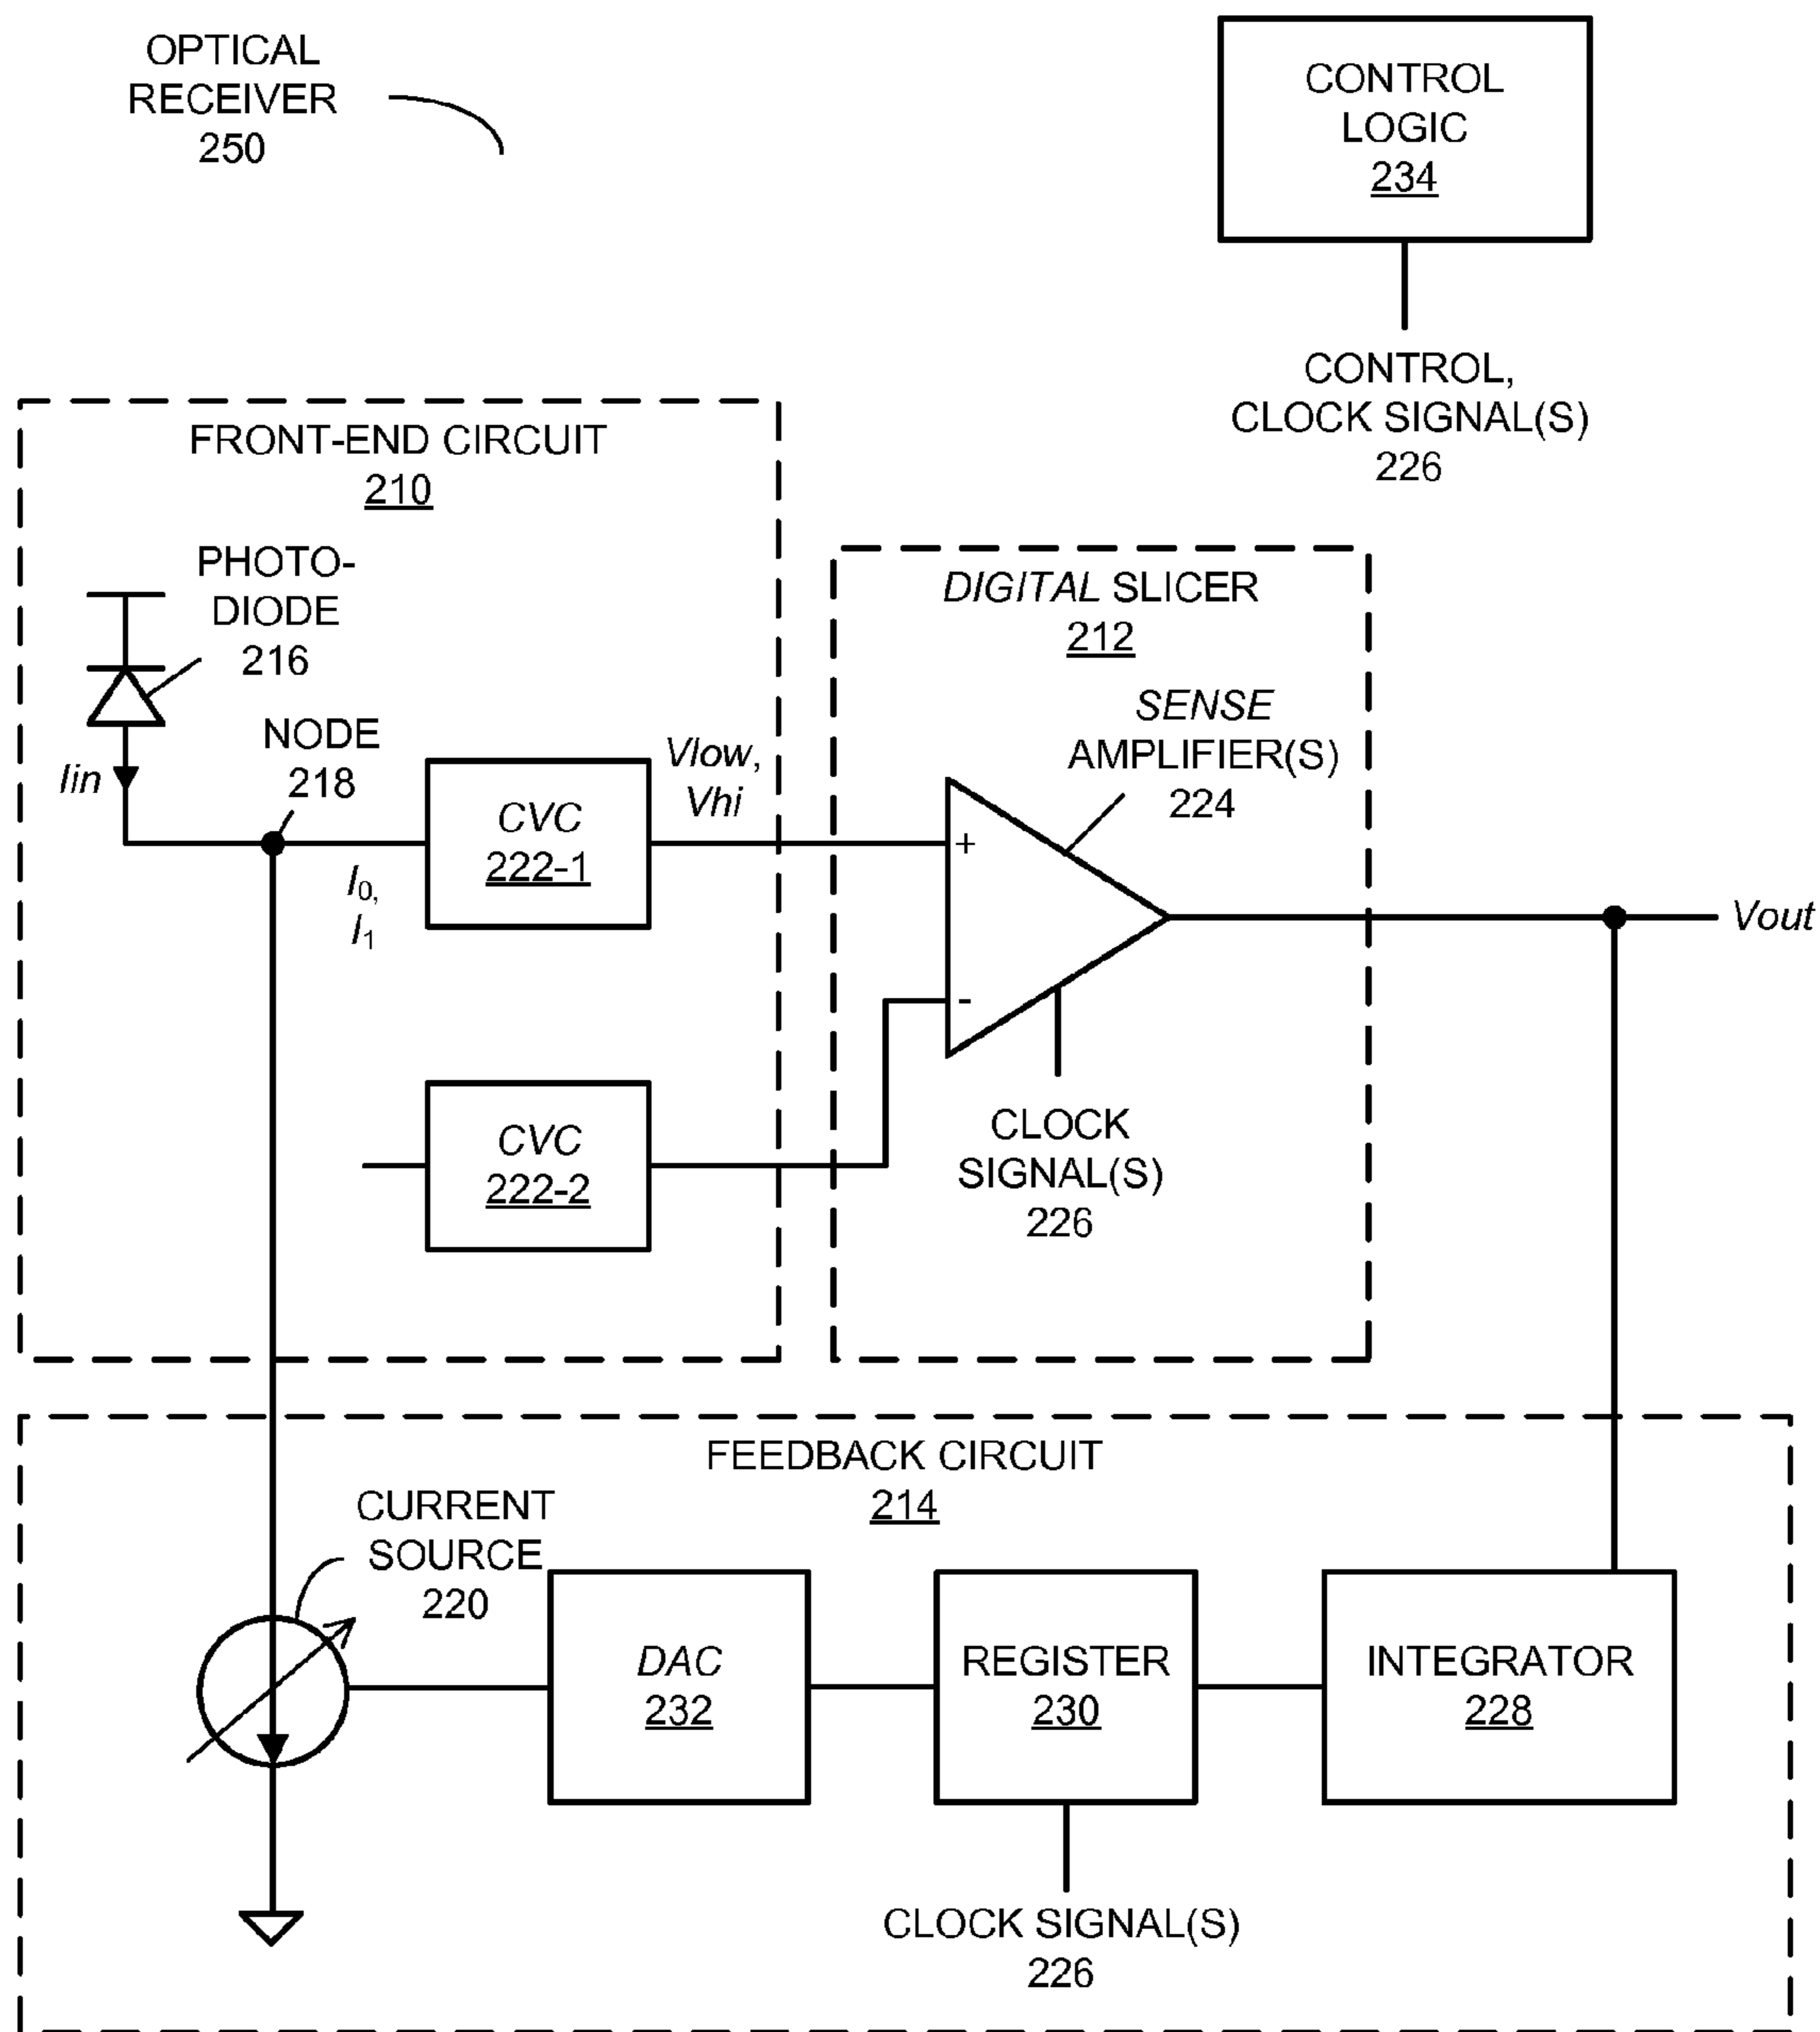 OPTICAL
RECEIVER
250
CONTROL
LOGIC
234
CONTROL,
CLOCK SIGNAL(S)
226
FRONT-END CIRCUIT
210
PHOTO-
DIODE
216
Iin
NODE
218
I0,
I1
CVC
222-1
Vlow,
Vhi
CVC
222-2
DIGITAL SLICER
212
SENSE
AMPLIFIER(S)
224
+
-
CLOCK
SIGNAL(S)
226
Vout
FEEDBACK CIRCUIT
214
CURRENT
SOURCE
220
DAC
232
REGISTER
230
INTEGRATOR
228
CLOCK SIGNAL(S)
226